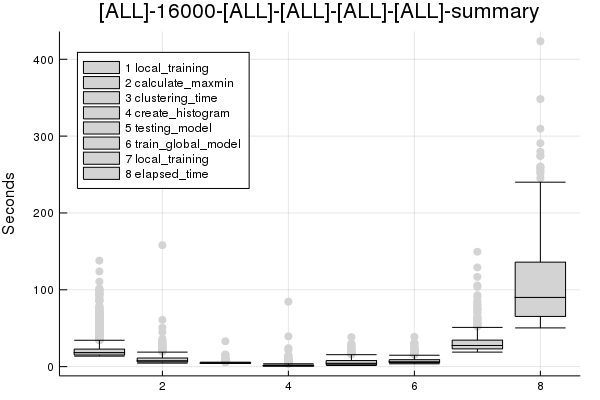 [ALL]-16000-[ALL]-[ALL]-[ALL]-[ALL]-summary
400
300
200
100
0
Seconds
1 local_training
2 calculate_maxmin
3 clustering_time
4 create_histogram
5 testing_model
6 train_global_model
7 local_training
8 elapsed_time
2 4 6 8